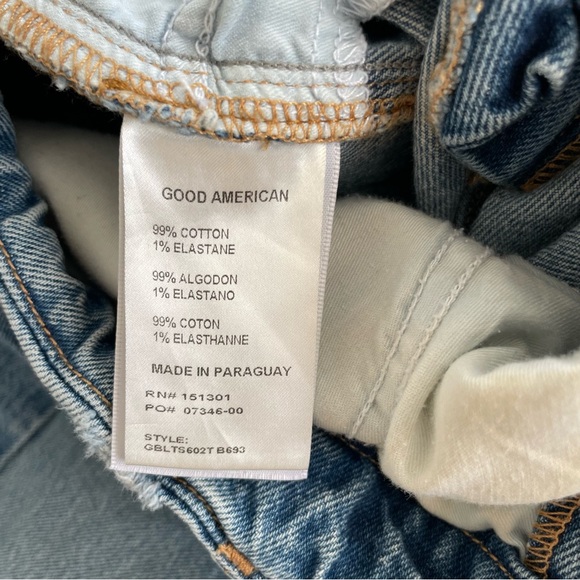 GOOD AMERICAN
99% COTTON
1% ELASTANE
99% ALGODON
1% ELASTANO
99% COTON
1% ELASTHANNE
MADE IN PARAGUAY
RN# 151301
PO# 07346-00
STYLE:
GBLTS602T B693